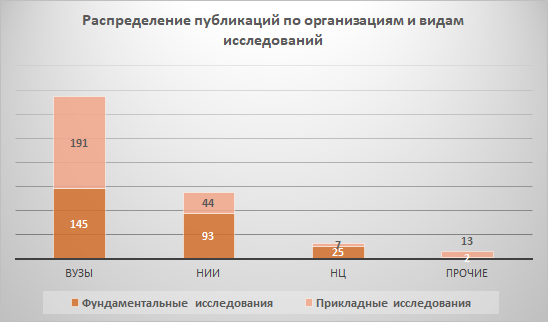 Распределение публикаций по организациям и видам
исследований
191
145
44
93
7
25
13
2
ВУЗЫ НИИ НЦ ПРОЧИЕ
Фундаментальные исследования Прикладные исследования